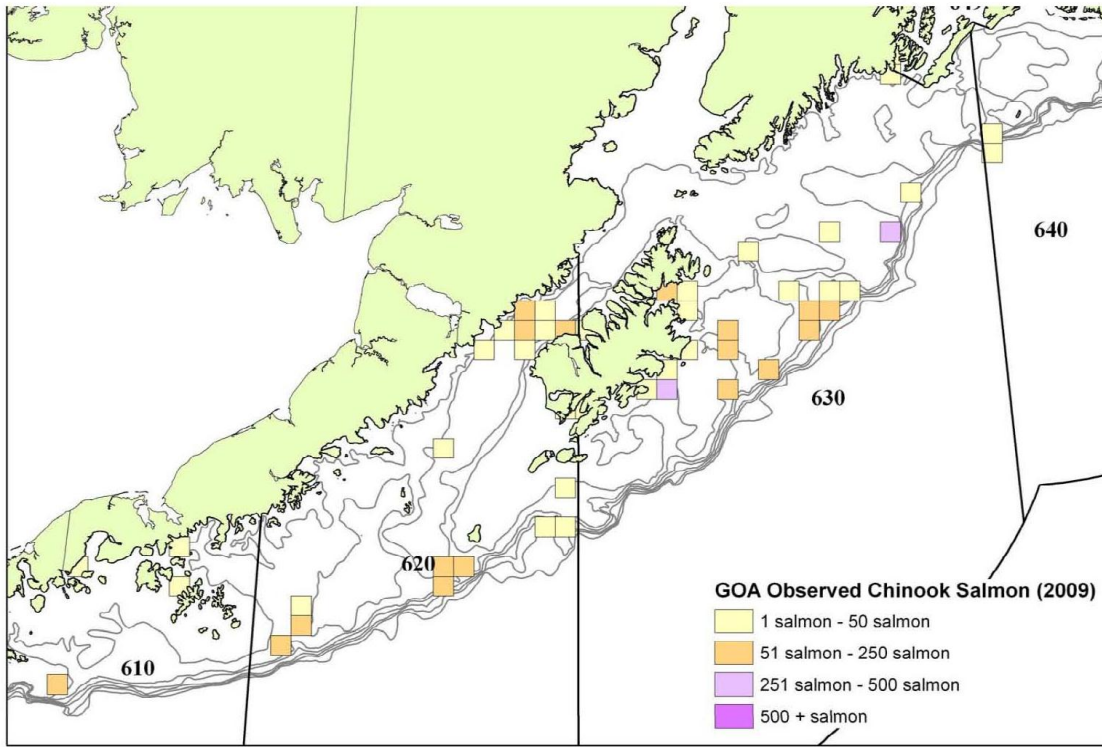 640
630
620
610
GOA Observed Chinook Salmon (2009)
1 salmon - 50 salmon
51 salmon - 250 salmon
251 salmon - 500 salmon
500 + salmon